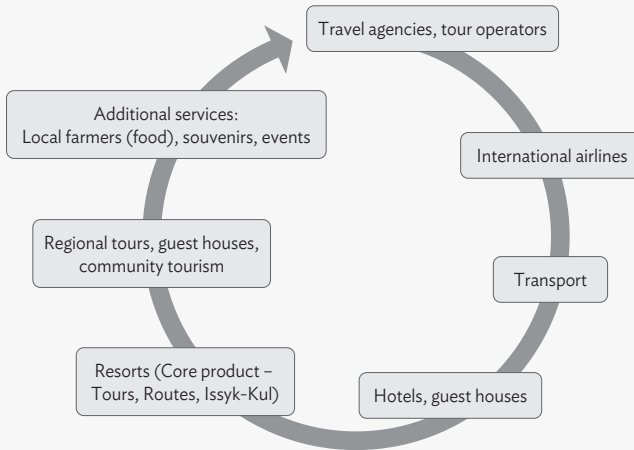 Travel agencies, tour operators
International airlines
Transport
Hotels, guest houses
Resorts (Core product –
Tours, Routes, Issyk-Kul)
Regional tours, guest houses,
community tourism
Additional services:
Local farmers (food), souvenirs, events